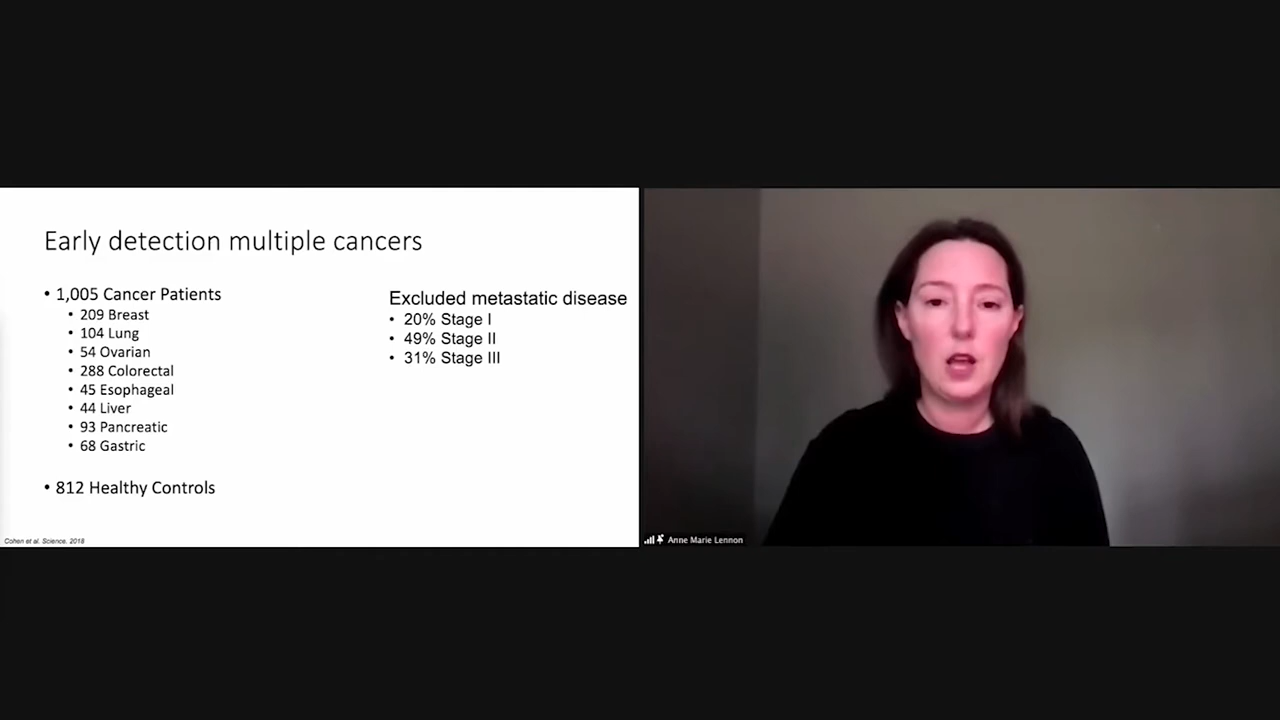 Early detection multiple cancers
• 1,005 Cancer Patients
• 209 Breast
• 104 Lung
• 54 Ovarian
• 288 Colorectal
• 45 Esophageal
• 44 Liver
• 93 Pancreatic
• 68 Gastric
• 812 Healthy Controls
Excluded metastatic disease
• 20% Stage I
• 49% Stage II
• 31% Stage III
Cohen et al. Science. 2018
Anne Marie Lennon